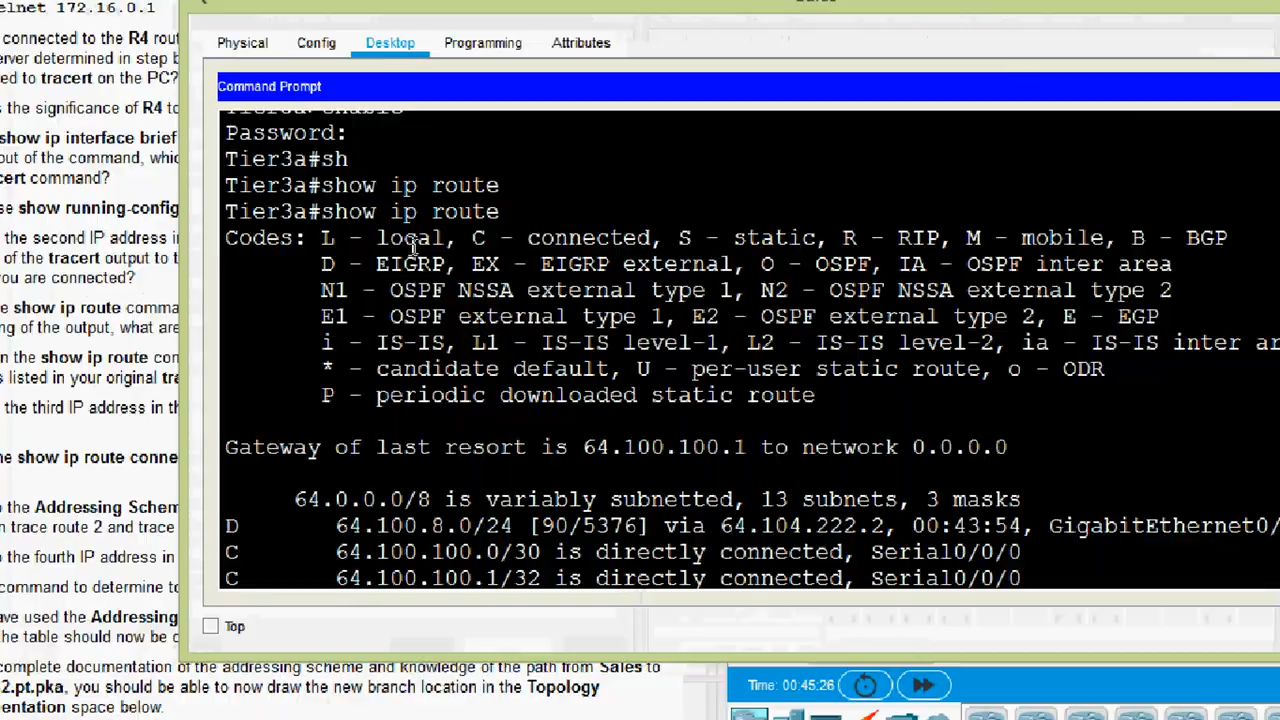 elnet 172.16.0.1
connected to the R4 rout
erver determined in step b
ed to tracert on the PC?
s the significance of R4 to
show ip interface brief
out of the command, whic
cert command?
se show running-config
the second IP address in
of the tracert output to t
you are connected?
e show ip route comma
ng of the output, what are
n the show ip route con
s listed in your original tra
the third IP address in th
he show ip route conne
o the Addressing Schem
n trace route 2 and trace
o the fourth IP address in
command to determine to
ave used the Addressing
the table should now be c
complete documentation of the addressing scheme and knowledge of the path from Sales to
2.pt.pka, you should be able to now draw the new branch location in the Topology
entation space below.
Physical Config Desktop Programming Attributes
Command Prompt
Password:
Tier3a#sh
Tier3a#show ip route
Tier3a#show ip route
Codes: L - local, C - connected, S - static, R - RIP, M - mobile, B - BGP
D - EIGRP, EX - EIGRP external, O - OSPF, IA - OSPF inter area
N1 - OSPF NSSA external type 1, N2 - OSPF NSSA external type 2
E1 - OSPF external type 1, E2 - OSPF external type 2, E - EGP
i - IS-IS, L1 - IS-IS level-1, L2 - IS-IS level-2, ia - IS-IS inter ar
* - candidate default, U - per-user static route, o - ODR
P - periodic downloaded static route
Gateway of last resort is 64.100.100.1 to network 0.0.0.0
64.0.0.0/8 is variably subnetted, 13 subnets, 3 masks
D 64.100.8.0/24 [90/5376] via 64.104.222.2, 00:43:54, GigabitEthernet0/
C 64.100.100.0/30 is directly connected, Serial0/0/0
C 64.100.100.1/32 is directly connected, Serial0/0/0
Top
Time: 00:45:26